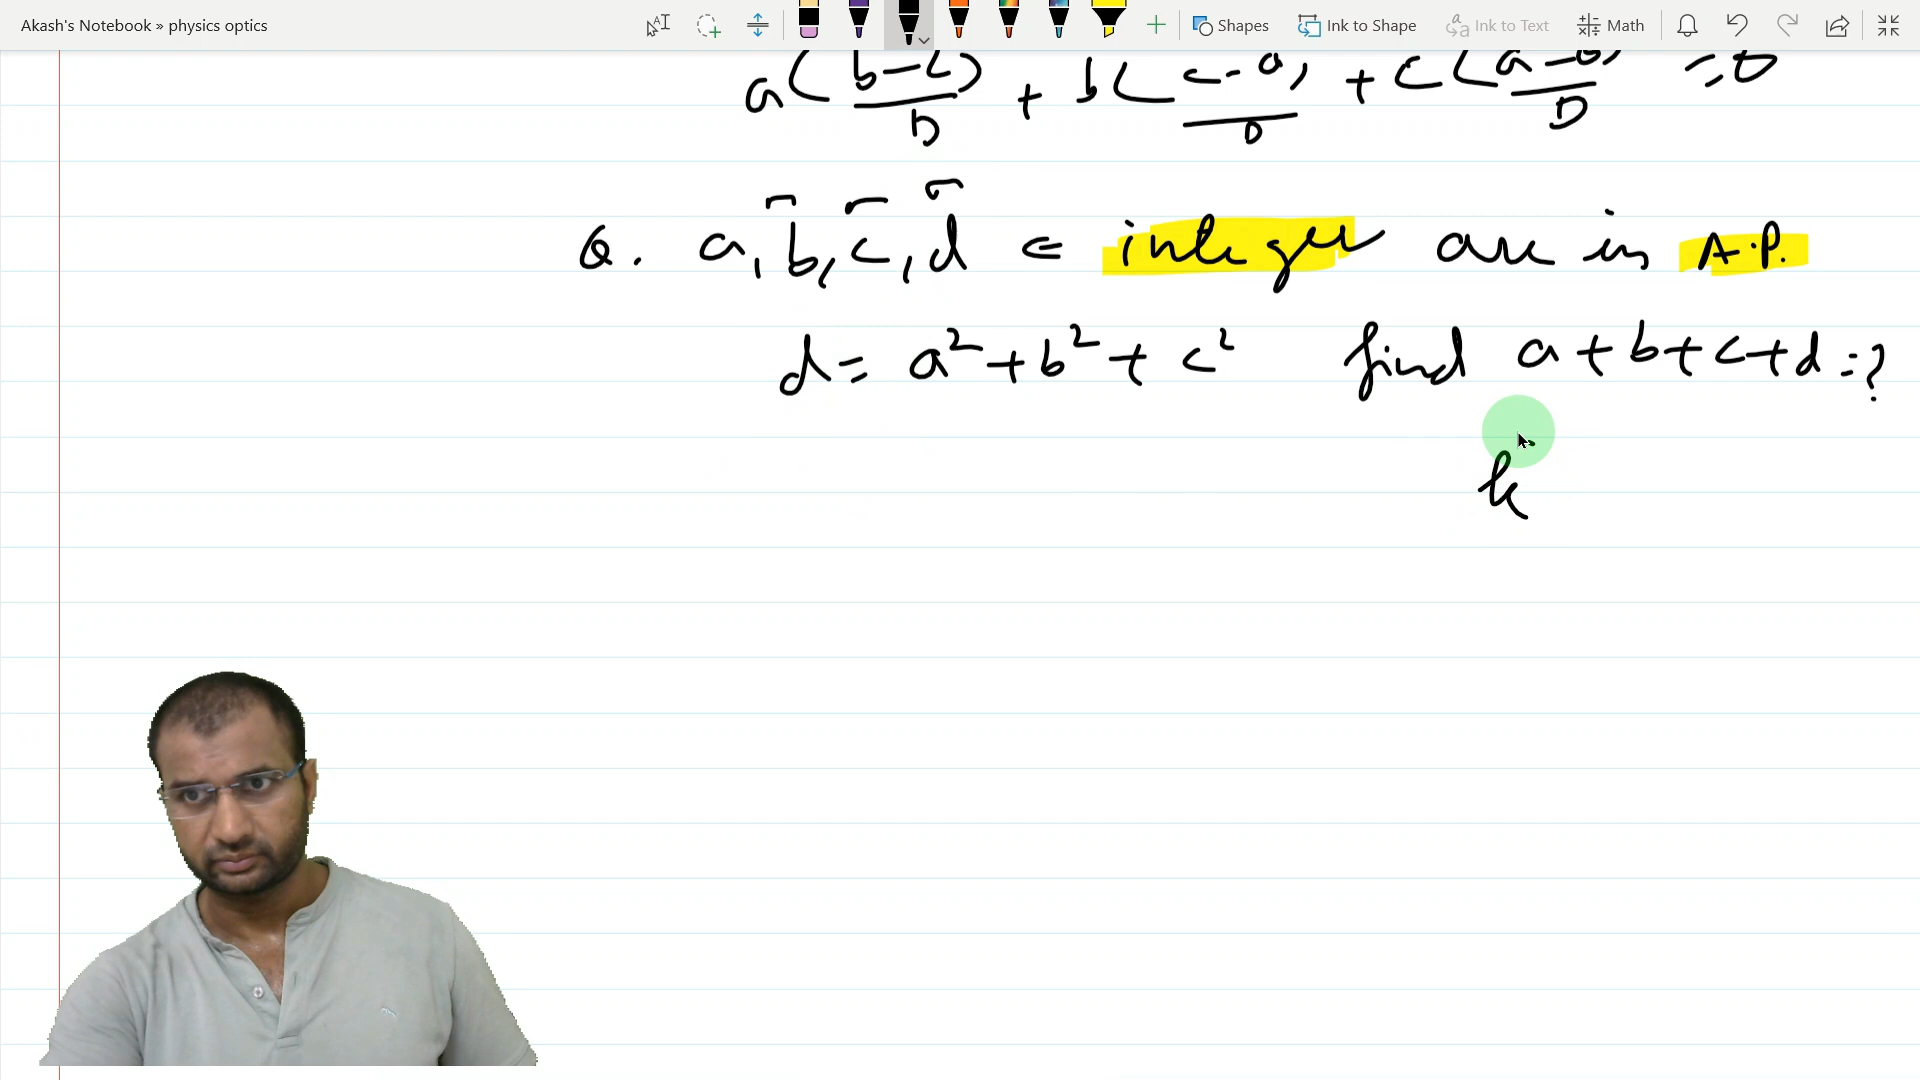 Akash's Notebook » physics optics
Shapes Ink to Shape Ink to Text Math
a(b-c)/D + b(c-a)/D + c(a-b)/D = 0
Q. a, b, c, d ∈ integer are in A.P.
d = a² + b² + c² find a + b + c + d = ?
k